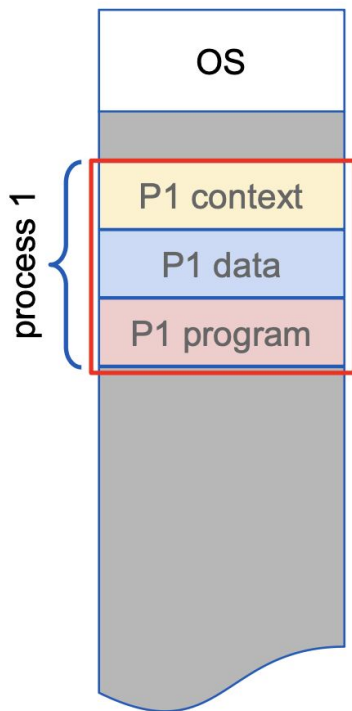 OS
process 1
P1 context
P1 data
P1 program